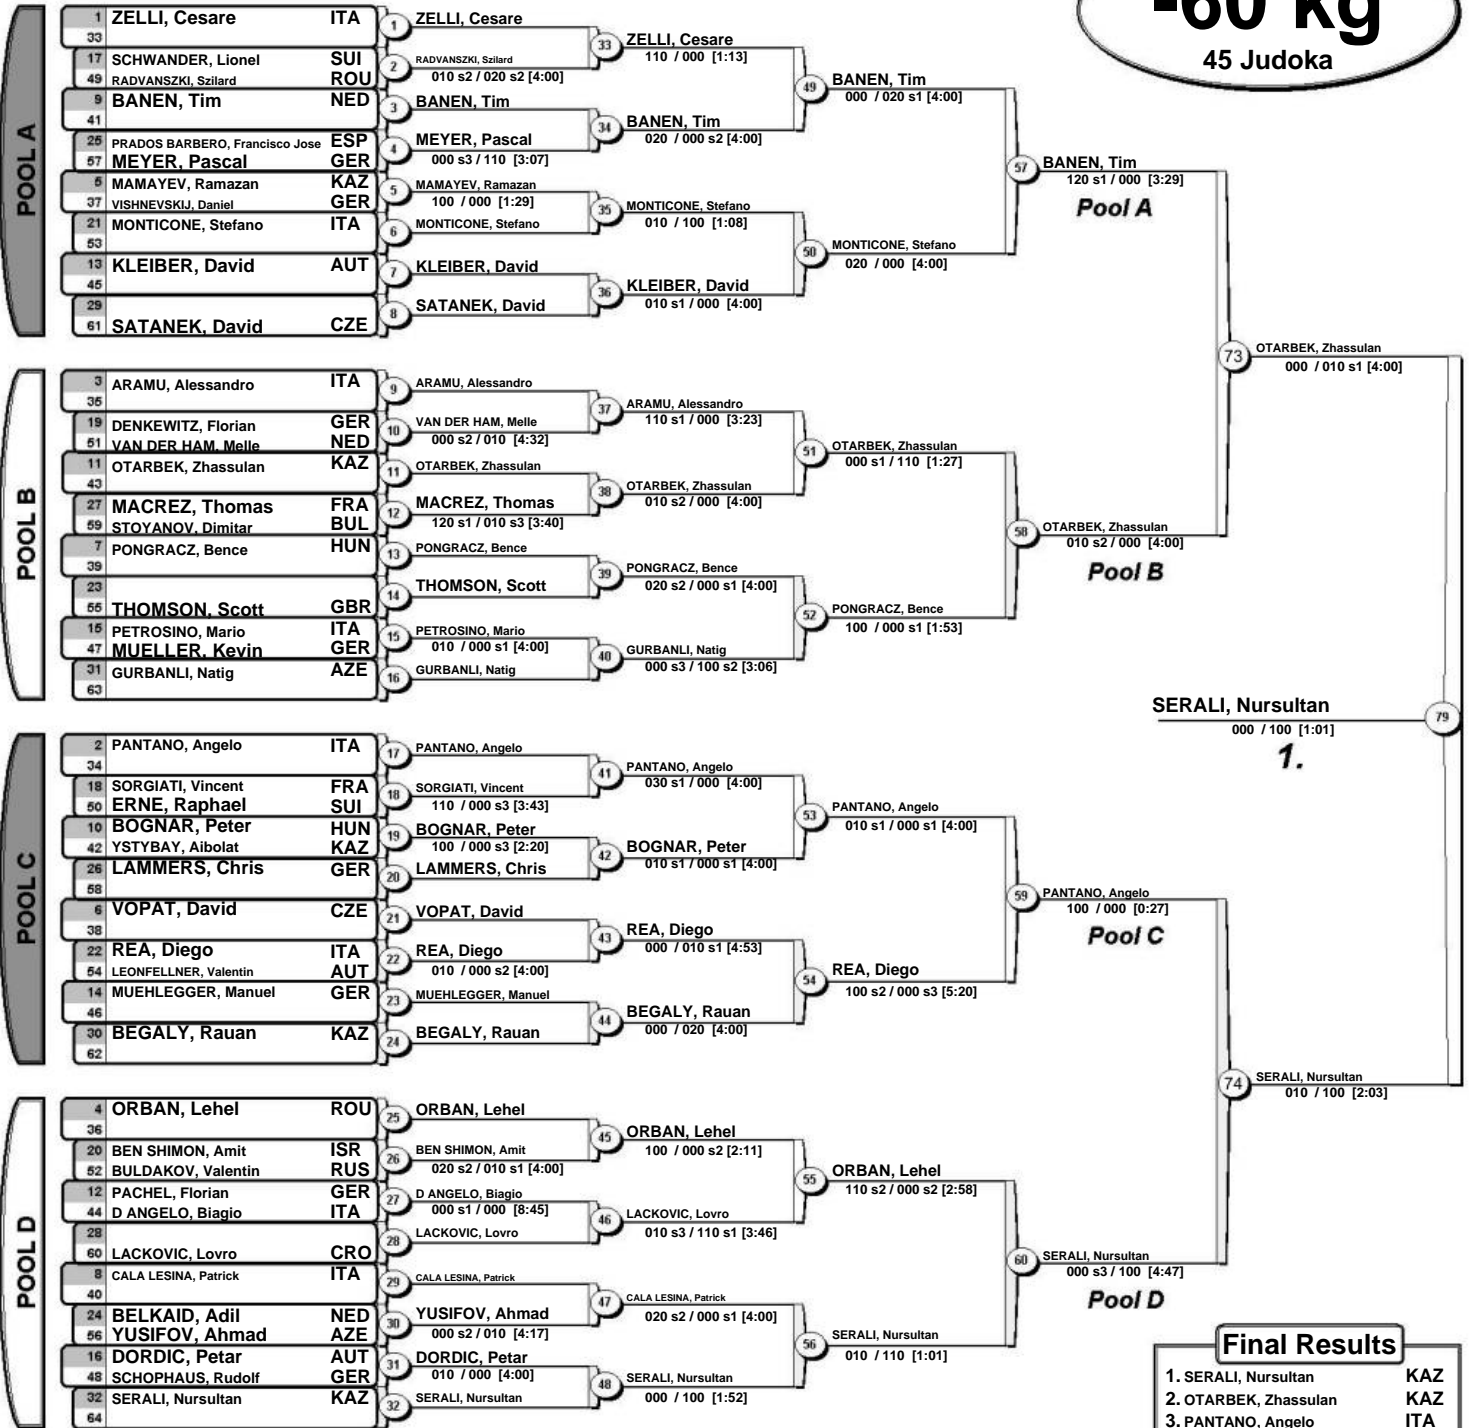 -60 kg
45 Judoka
POOL A
1 ZELLI, Cesare ITA
33
17 SCHWANDER, Lionel SUI
49 RADVANSZKI, Szilard ROU
9 BANEN, Tim NED
41
25 PRADOS BARBERO, Francisco Jose ESP
57 MEYER, Pascal GER
5 MAMAYEV, Ramazan KAZ
37 VISHNEVSKIJ, Daniel GER
21 MONTICONE, Stefano ITA
53
13 KLEIBER, David AUT
45
29
61 SATANEK, David CZE
1 ZELLI, Cesare
2 RADVANSZKI, Szilard
010 s2 / 020 s2 [4:00]
3 BANEN, Tim
4 MEYER, Pascal
000 s3 / 110 [3:07]
5 MAMAYEV, Ramazan
100 / 000 [1:29]
6 MONTICONE, Stefano
7 KLEIBER, David
8 SATANEK, David
33 ZELLI, Cesare
110 / 000 [1:13]
34 BANEN, Tim
020 / 000 s2 [4:00]
35 MONTICONE, Stefano
010 / 100 [1:08]
36 KLEIBER, David
010 s1 / 000 [4:00]
49 BANEN, Tim
000 / 020 s1 [4:00]
50 MONTICONE, Stefano
020 / 000 [4:00]
57 BANEN, Tim
120 s1 / 000 [3:29]
Pool A
POOL B
3 ARAMU, Alessandro ITA
35
19 DENKEWITZ, Florian GER
51 VAN DER HAM, Melle NED
11 OTARBEK, Zhassulan KAZ
43
27 MACREZ, Thomas FRA
59 STOYANOV, Dimitar BUL
7 PONGRACZ, Bence HUN
39
23
55 THOMSON, Scott GBR
15 PETROSINO, Mario ITA
47 MUELLER, Kevin GER
31 GURBANLI, Natig AZE
63
9 ARAMU, Alessandro
10 VAN DER HAM, Melle
000 s2 / 010 [4:32]
11 OTARBEK, Zhassulan
12 MACREZ, Thomas
120 s1 / 010 s3 [3:40]
13 PONGRACZ, Bence
14 THOMSON, Scott
15 PETROSINO, Mario
010 / 000 s1 [4:00]
16 GURBANLI, Natig
37 ARAMU, Alessandro
110 s1 / 000 [3:23]
38 OTARBEK, Zhassulan
010 s2 / 000 [4:00]
39 PONGRACZ, Bence
020 s2 / 000 s1 [4:00]
40 GURBANLI, Natig
000 s3 / 100 s2 [3:06]
51 OTARBEK, Zhassulan
000 s1 / 110 [1:27]
52 PONGRACZ, Bence
100 / 000 s1 [1:53]
58 OTARBEK, Zhassulan
010 s2 / 000 [4:00]
Pool B
73 OTARBEK, Zhassulan
000 / 010 s1 [4:00]
SERALI, Nursultan 79
000 / 100 [1:01]
1.
POOL C
2 PANTANO, Angelo ITA
34
18 SORGIATI, Vincent FRA
50 ERNE, Raphael SUI
10 BOGNAR, Peter HUN
42 YSTYBAY, Aibolat KAZ
26 LAMMERS, Chris GER
58
6 VOPAT, David CZE
38
22 REA, Diego ITA
54 LEONFELLNER, Valentin AUT
14 MUEHLEGGER, Manuel GER
46
30 BEGALY, Rauan KAZ
62
17 PANTANO, Angelo
18 SORGIATI, Vincent
110 / 000 s3 [3:43]
19 BOGNAR, Peter
100 / 000 s3 [2:20]
20 LAMMERS, Chris
21 VOPAT, David
22 REA, Diego
010 / 000 s2 [4:00]
23 MUEHLEGGER, Manuel
24 BEGALY, Rauan
41 PANTANO, Angelo
030 s1 / 000 [4:00]
42 BOGNAR, Peter
010 s1 / 000 s1 [4:00]
43 REA, Diego
000 / 010 s1 [4:53]
44 BEGALY, Rauan
000 / 020 [4:00]
53 PANTANO, Angelo
010 s1 / 000 s1 [4:00]
54 REA, Diego
100 s2 / 000 s3 [5:20]
59 PANTANO, Angelo
100 / 000 [0:27]
Pool C
POOL D
4 ORBAN, Lehel ROU
36
20 BEN SHIMON, Amit ISR
52 BULDAKOV, Valentin RUS
12 PACHEL, Florian GER
44 D ANGELO, Biagio ITA
28
60 LACKOVIC, Lovro CRO
8 CALA LESINA, Patrick ITA
40
24 BELKAID, Adil NED
56 YUSIFOV, Ahmad AZE
16 DORDIC, Petar AUT
48 SCHOPHAUS, Rudolf GER
32 SERALI, Nursultan KAZ
64
25 ORBAN, Lehel
26 BEN SHIMON, Amit
020 s2 / 010 s1 [4:00]
27 D ANGELO, Biagio
000 s1 / 000 [8:45]
28 LACKOVIC, Lovro
29 CALA LESINA, Patrick
30 YUSIFOV, Ahmad
000 s2 / 010 [4:17]
31 DORDIC, Petar
010 / 000 [4:00]
32 SERALI, Nursultan
45 ORBAN, Lehel
100 / 000 s2 [2:11]
46 LACKOVIC, Lovro
010 s3 / 110 s1 [3:46]
47 CALA LESINA, Patrick
020 s2 / 000 s1 [4:00]
48 SERALI, Nursultan
000 / 100 [1:52]
55 ORBAN, Lehel
110 s2 / 000 s2 [2:58]
56 SERALI, Nursultan
010 / 110 [1:01]
60 SERALI, Nursultan
000 s3 / 100 [4:47]
Pool D
74 SERALI, Nursultan
010 / 100 [2:03]
Final Results
1. SERALI, Nursultan KAZ
2. OTARBEK, Zhassulan KAZ
3. PANTANO, Angelo ITA